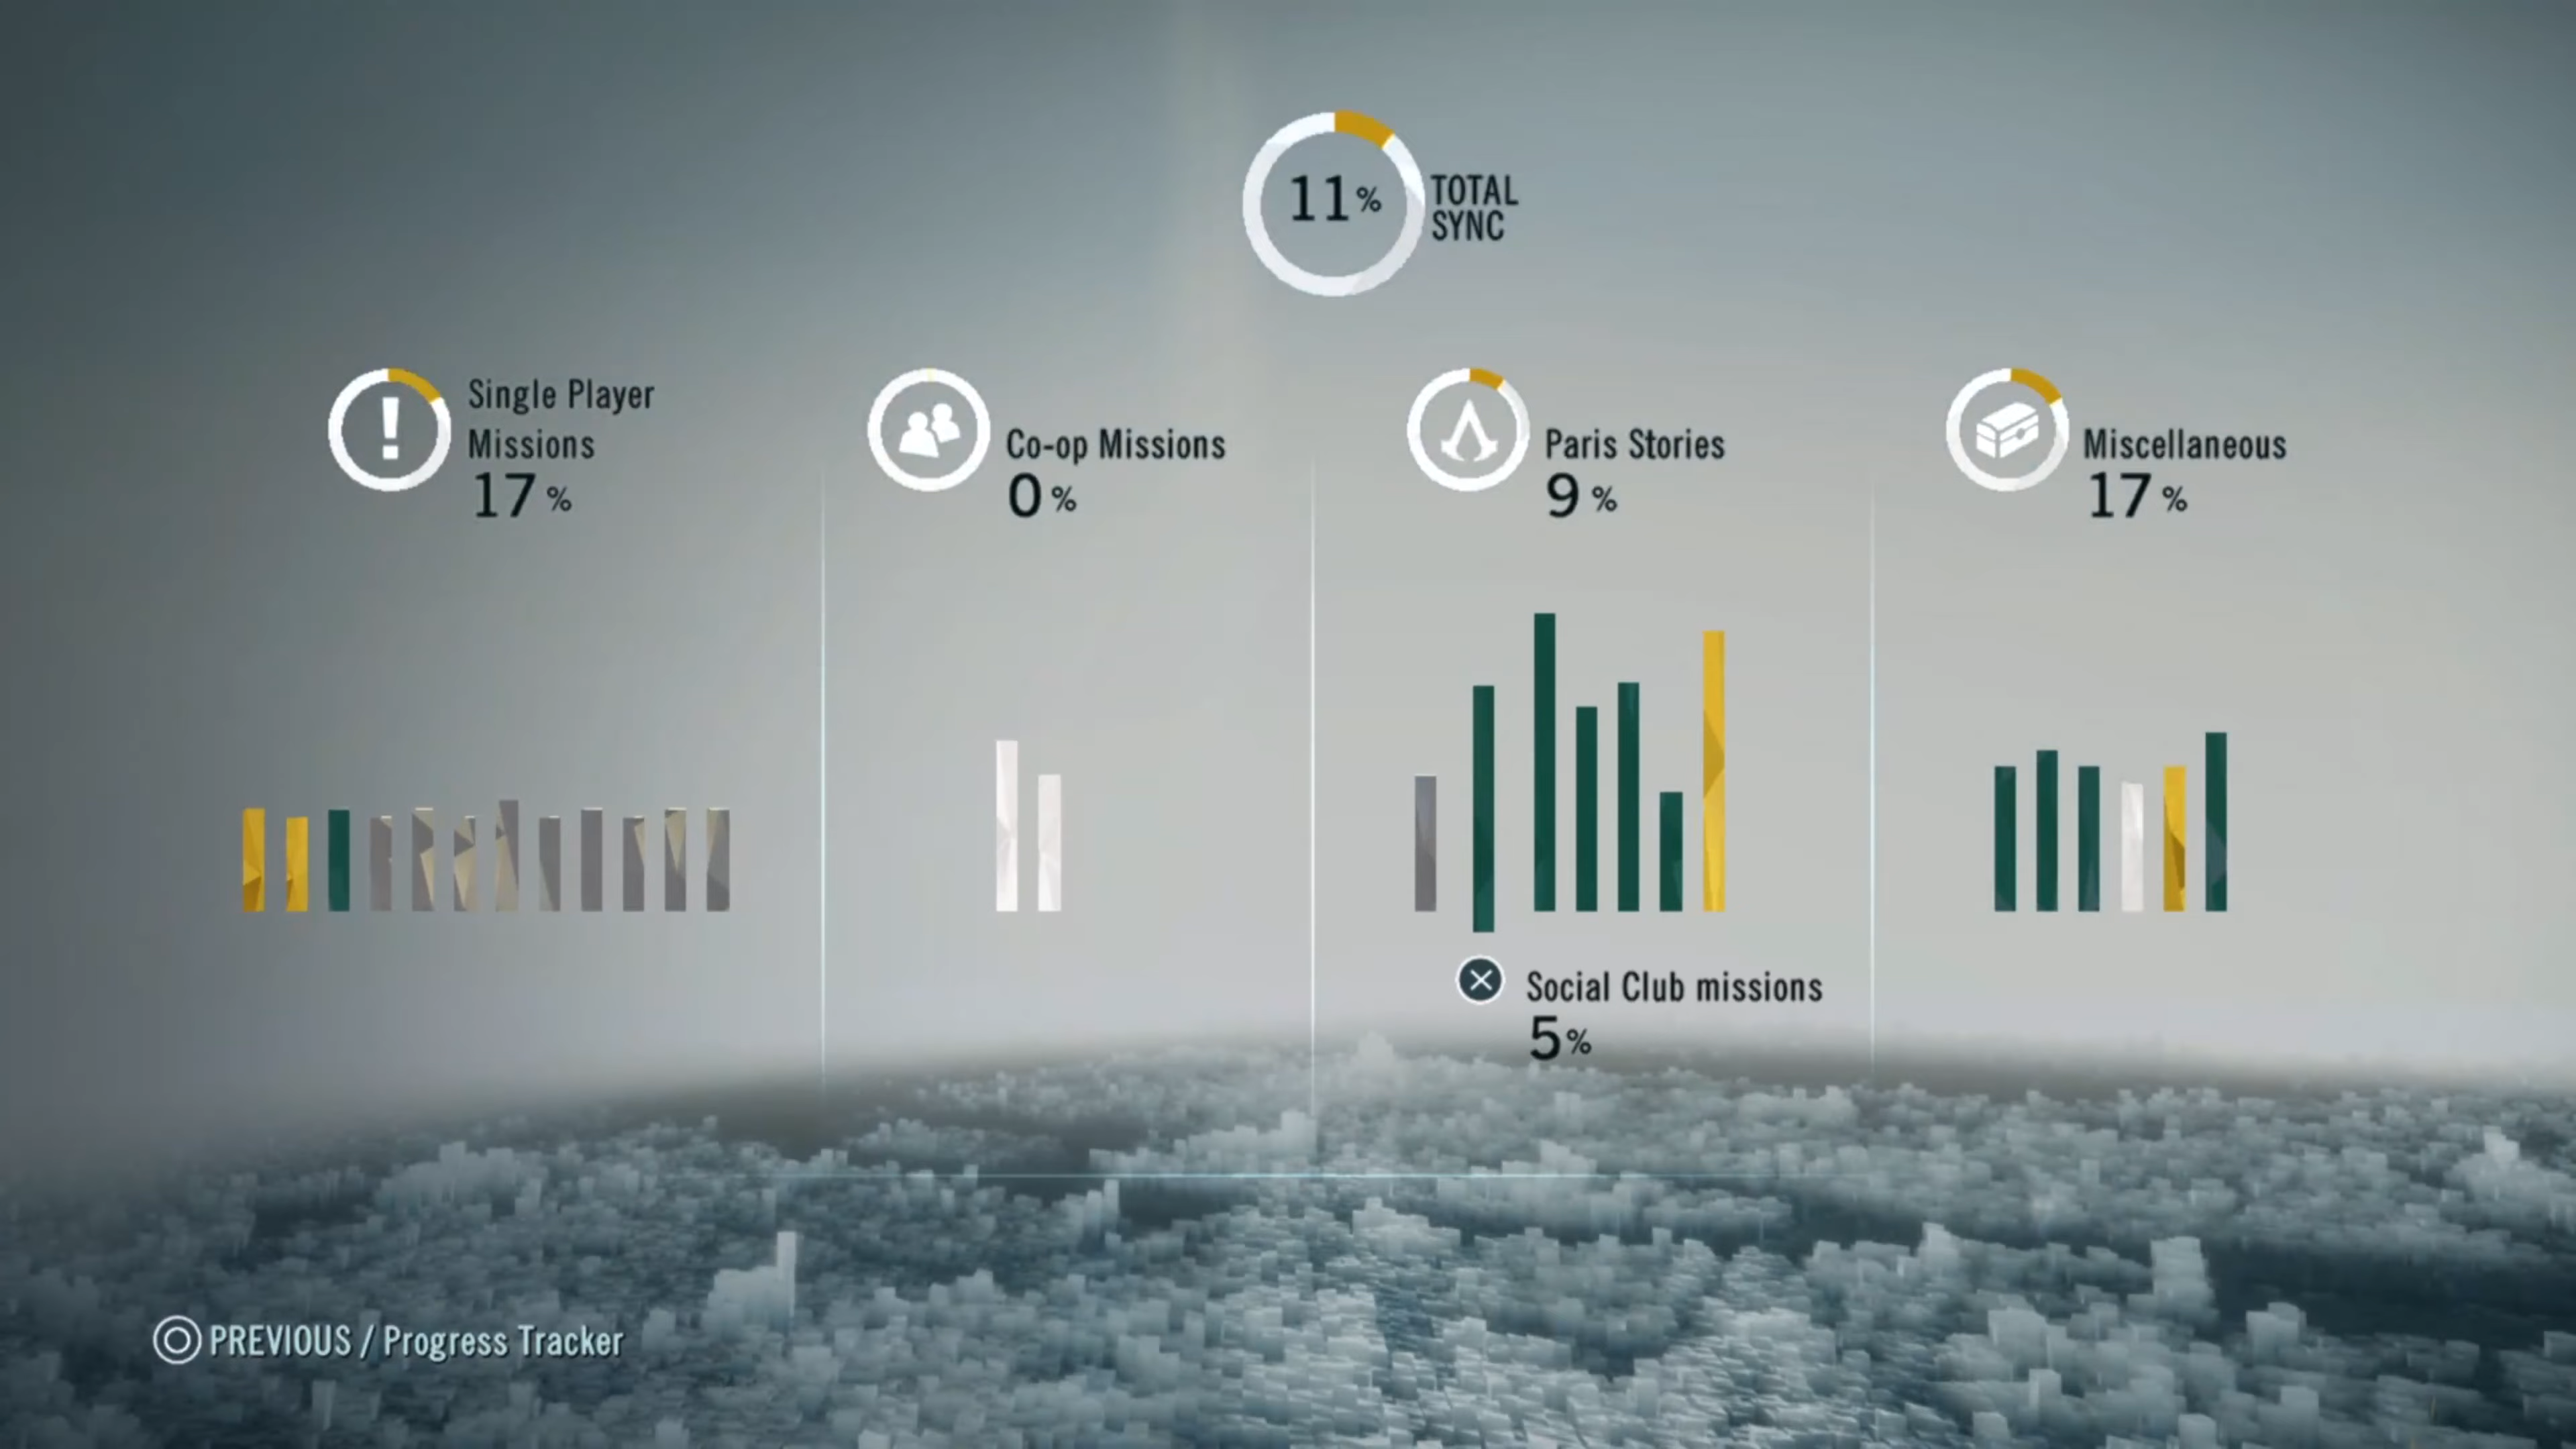 11%
TOTAL
SYNC
Single Player
Missions
17 %
Co-op Missions
0 %
Paris Stories
9 %
Miscellaneous
17 %
Social Club missions
5%
PREVIOUS / Progress Tracker